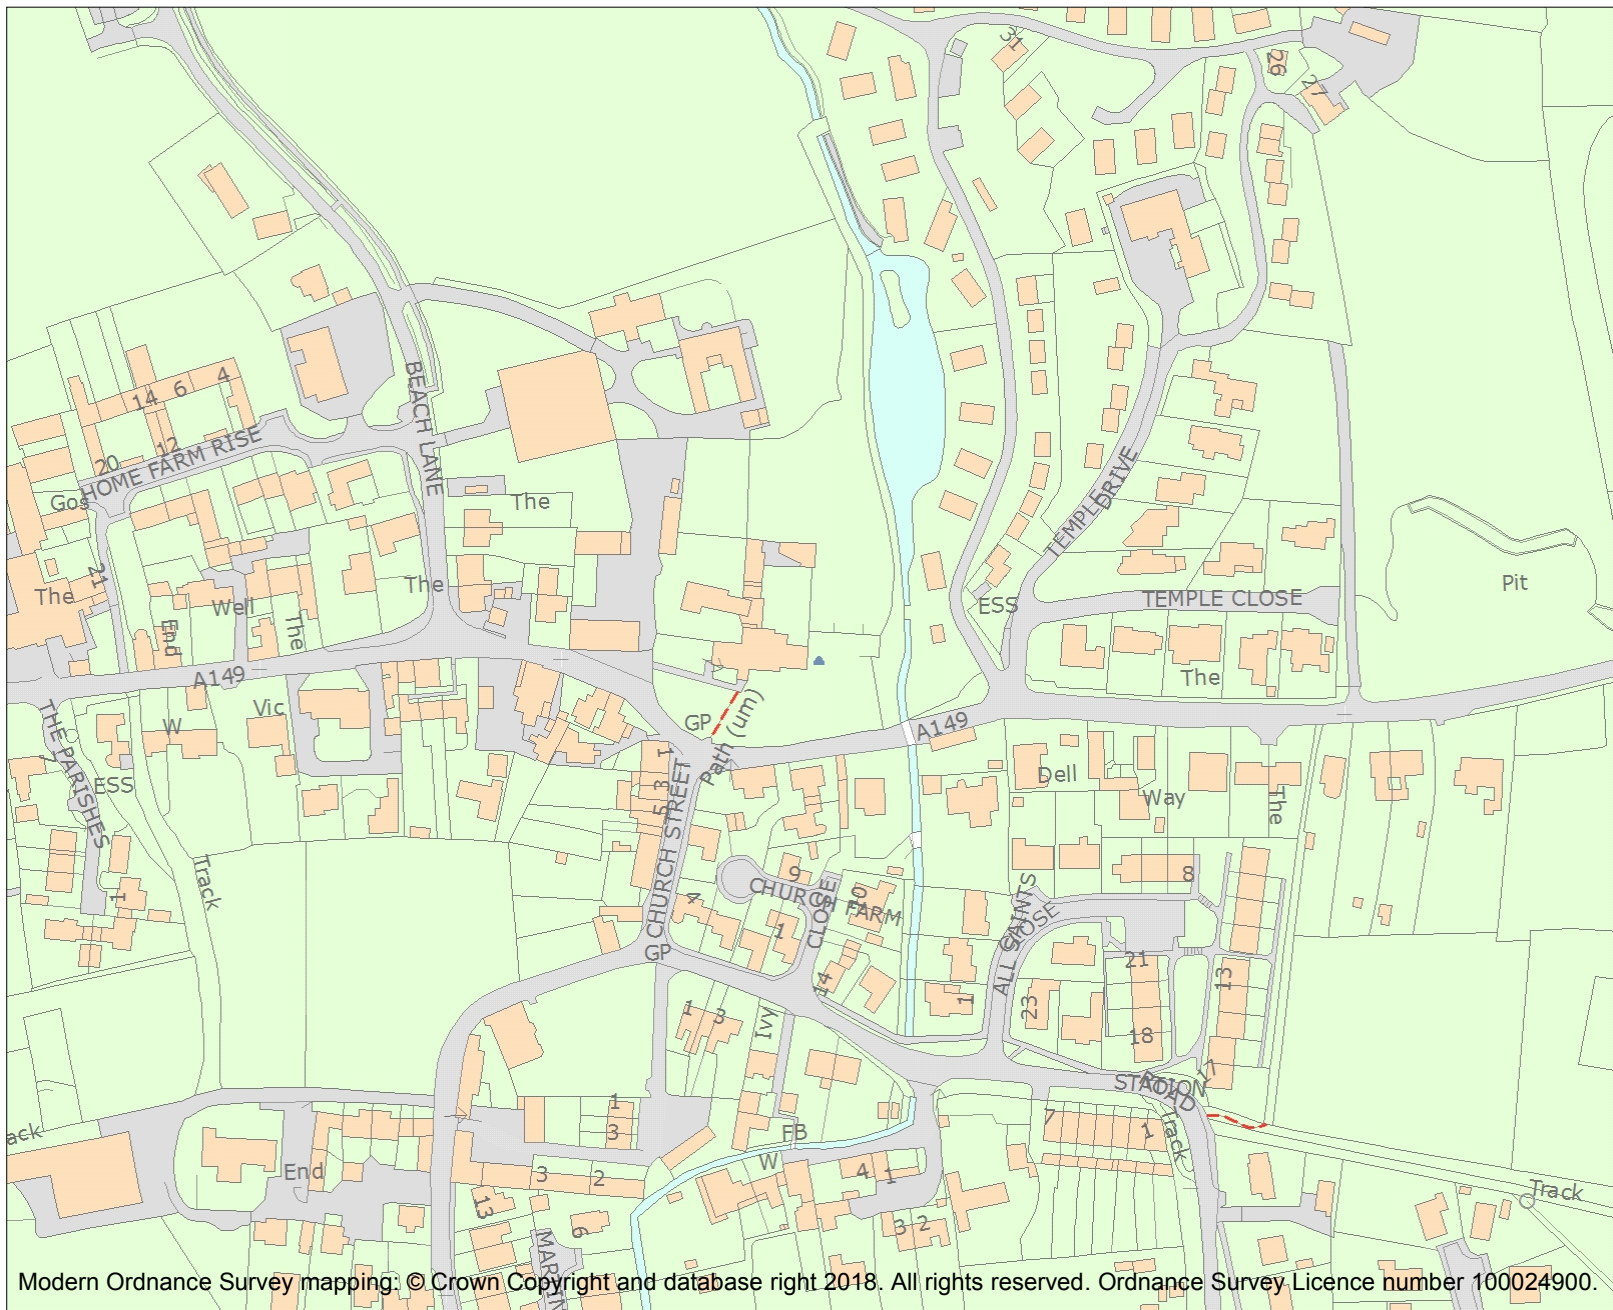 31
26
27
BEACH LANE
14
6
4
12
20
HOME FARM RISE
Gos
The
TEMPLE
DRIVE
21
The
The
Well
End
The
ESS
TEMPLE CLOSE
Pit
A149
The
THE PARISHES
W
Vic
GP
Path (um)
A149
7
ESS
1
3
5
CHURCH STREET
Dell
Way
The
Track
1
4
9
CHURCH FARM
CLOSE
10
1
14
8
ALL SAINTS
CLOSE
GP
21
13
1
23
18
1
3
Ivy
17
STATION
ROAD
Track
7
1
1
3
FB
W
ack
End
3
2
4
1
Track
13
6
3
2
MARTIN
Modern Ordnance Survey mapping: © Crown Copyright and database right 2018. All rights reserved. Ordnance Survey Licence number 100024900.